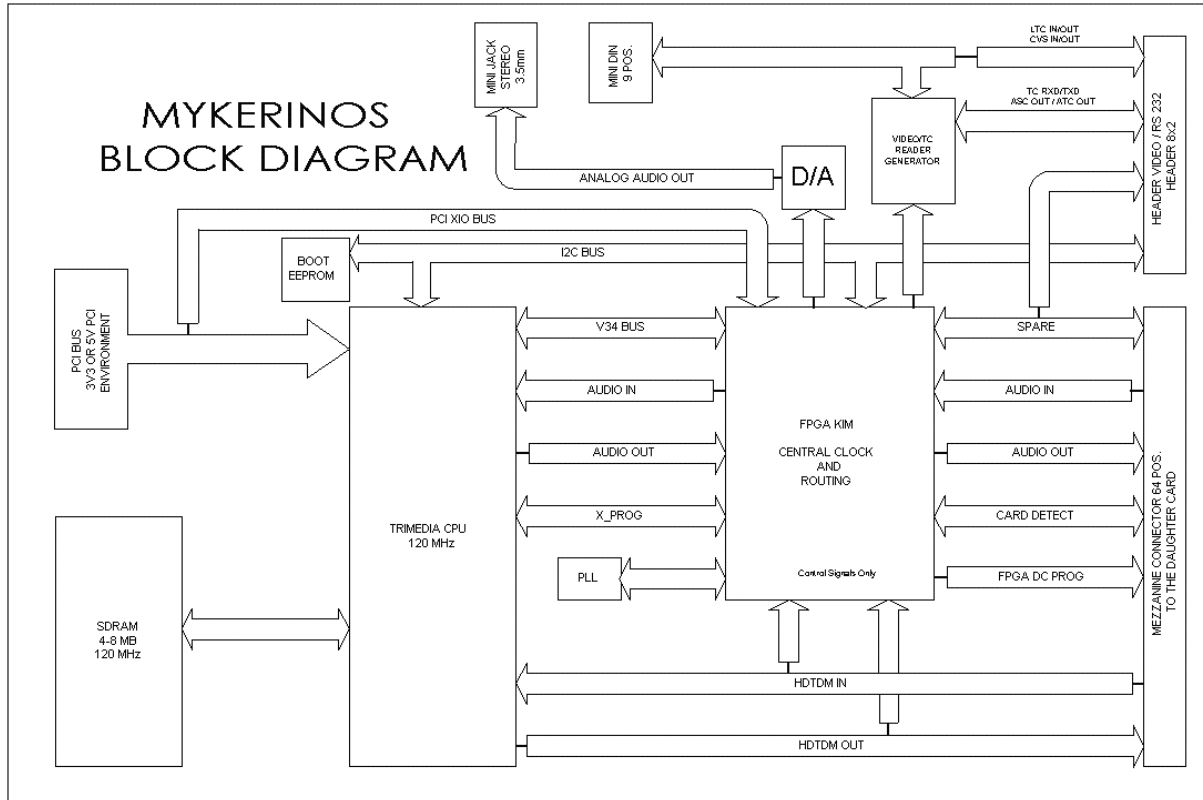 MYKERINOS
BLOCK DIAGRAM
MINI JACK
STEREO
3.5mm
MINI DIN
9 POS.
LTC IN/OUT
CVS IN/OUT
TC RXD/TXD
ASC OUT / ATC OUT
HEADER VIDEO / RS 232
HEADER 8x2
VIDEO/TC
READER
GENERATOR
ANALOG AUDIO OUT
D/A
PCI XIO BUS
I2C BUS
BOOT
EEPROM
PCI BUS
3V3 OR 5V PCI
ENVIRONMENT
V34 BUS
SPARE
AUDIO IN
AUDIO IN
FPGA KIM
CENTRAL CLOCK
AND
ROUTING
AUDIO OUT
AUDIO OUT
TRIMEDIA CPU
120 MHz
X_PROG
CARD DETECT
PLL
Control Signals Only
FPGA DC PROG
MEZZANINE CONNECTOR 64 POS.
TO THE DAUGHTER CARD
SDRAM
4-8 MB
120 MHz
HDTDM IN
HDTDM OUT